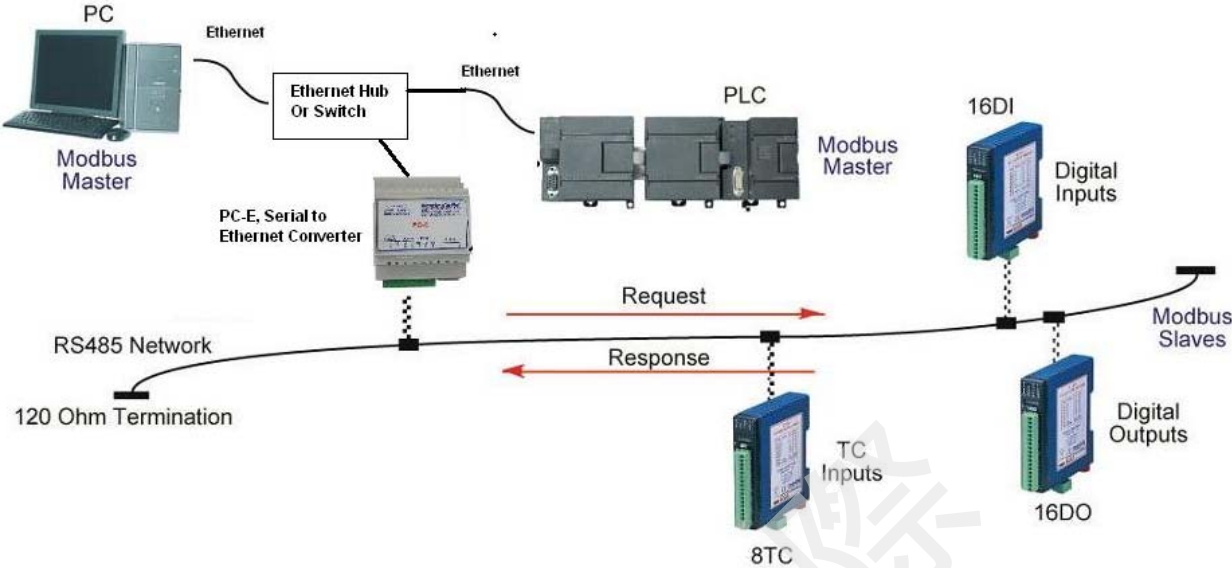 PC
Ethernet
Ethernet
Ethernet Hub
Or Switch
PLC
16DI
Modbus
Master
Modbus
Master
Digital
Inputs
PC-E, Serial to
Ethernet Converter
PC-E
Request
Modbus
Slaves
RS485 Network
Response
120 Ohm Termination
TC
Inputs
Digital
Outputs
16DO
8TC